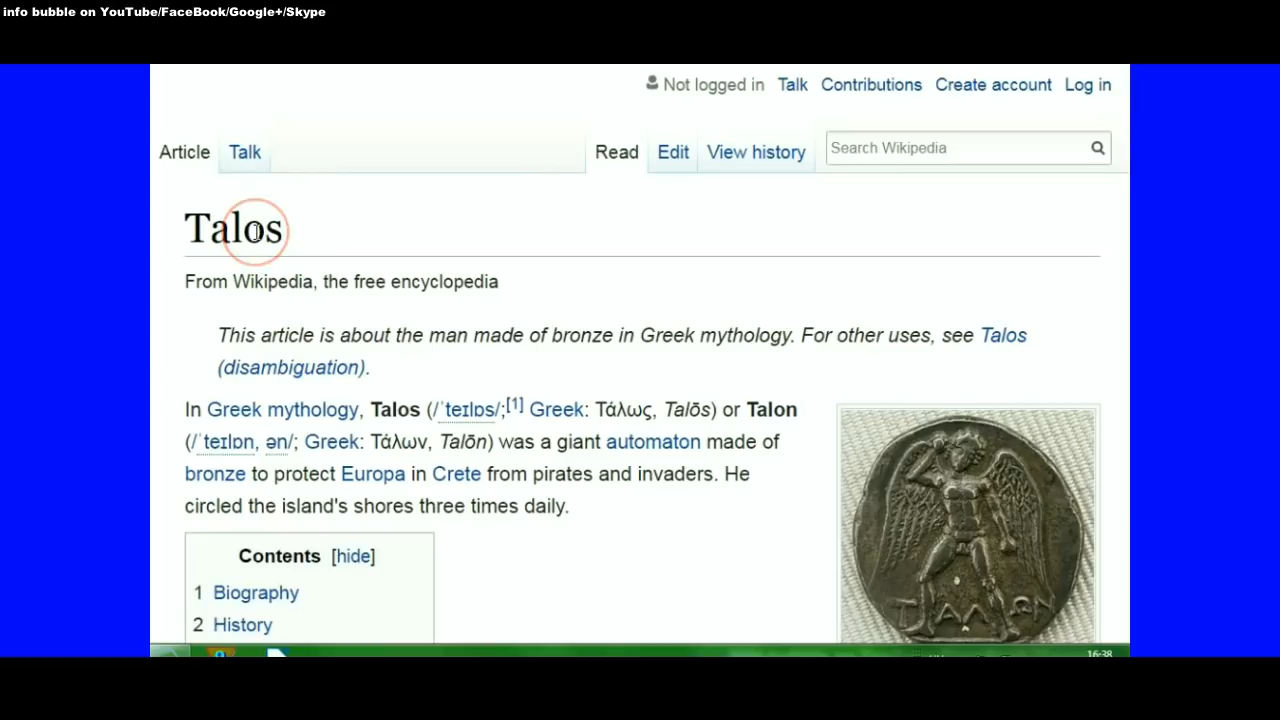 info bubble on YouTube/FaceBook/Google+/Skype
Not logged in Talk Contributions Create account Log in
Article Talk Read Edit View history Search Wikipedia
Talos
From Wikipedia, the free encyclopedia
This article is about the man made of bronze in Greek mythology. For other uses, see Talos
(disambiguation).
In Greek mythology, Talos (/ˈteɪlɒs/;[1] Greek: Τάλως, Talōs) or Talon
(/ˈteɪlɒn, ən/; Greek: Τάλων, Talōn) was a giant automaton made of
bronze to protect Europa in Crete from pirates and invaders. He
circled the island's shores three times daily.
Contents [hide]
1 Biography
2 History
ΤΑΛΩΝ
16:38